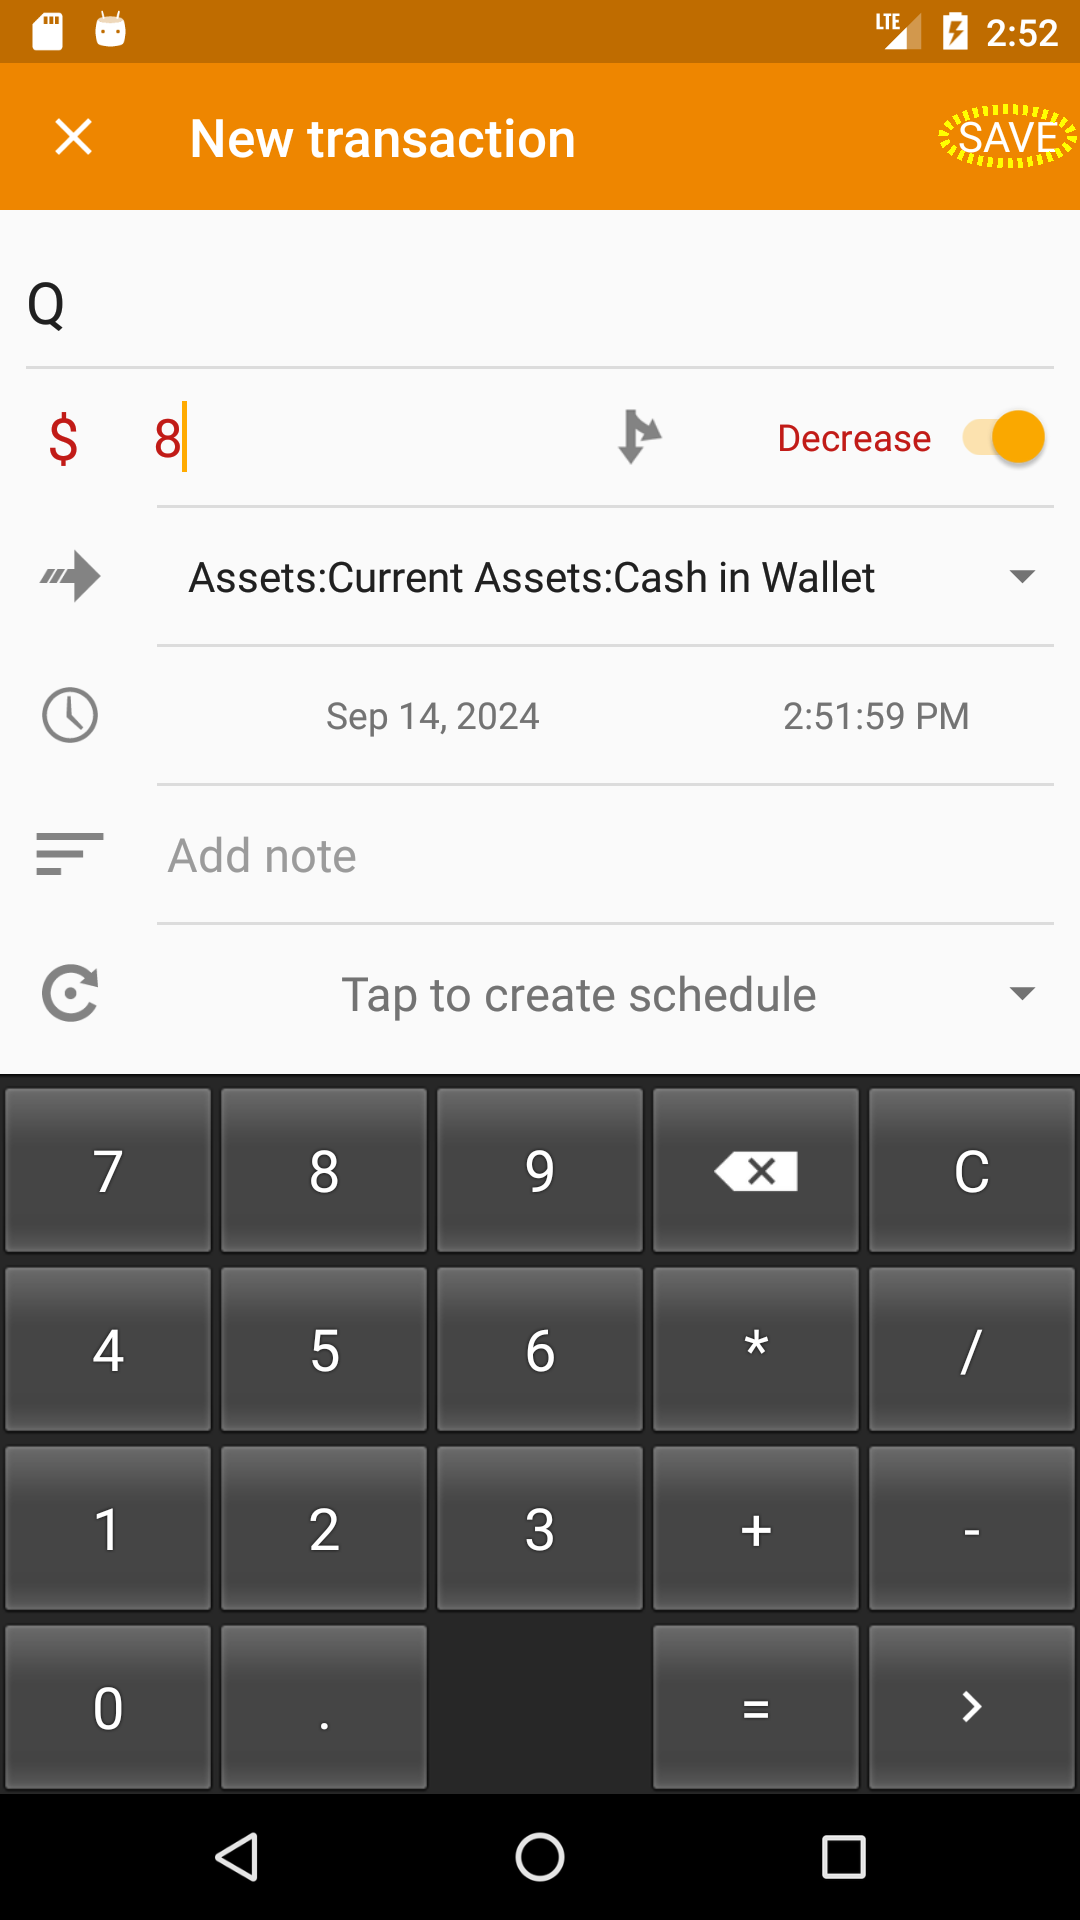 LTE 2:52
New transaction SAVE
Q
$ 8 Decrease
Assets:Current Assets:Cash in Wallet
Sep 14, 2024 2:51:59 PM
Add note
Tap to create schedule
7 8 9 C
4 5 6 * /
1 2 3 + -
0 . = >